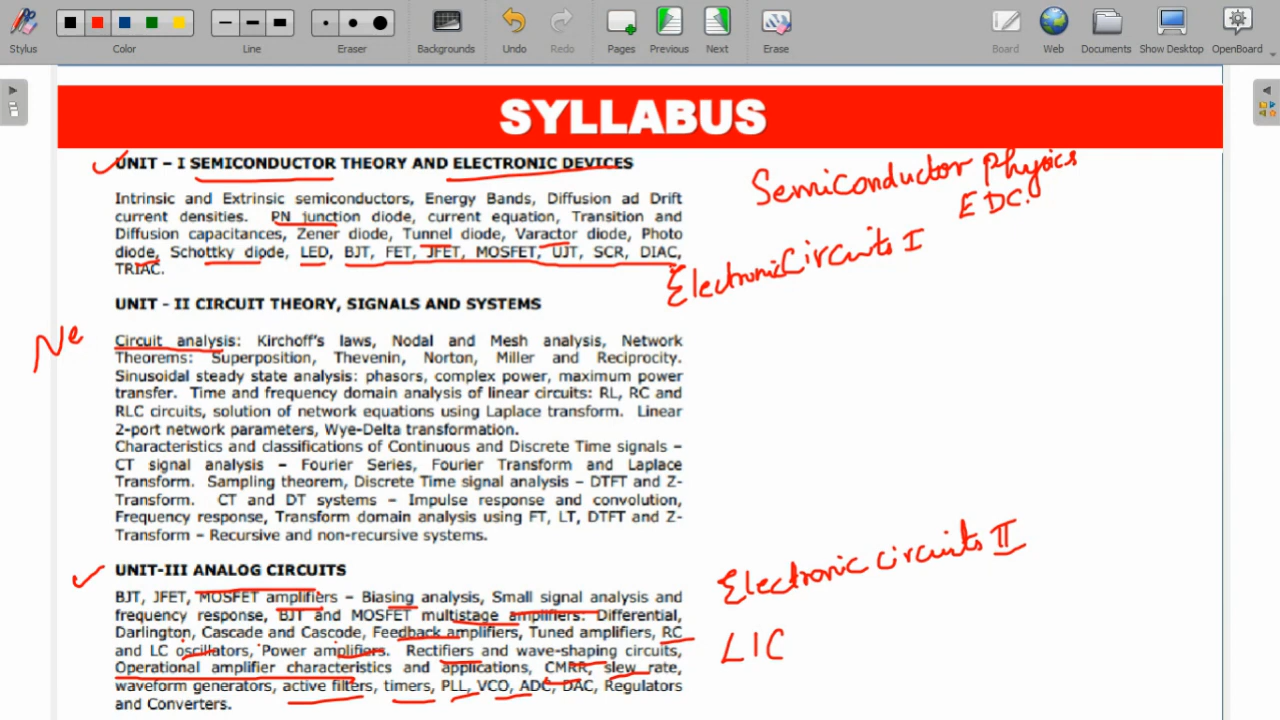 Stylus Color Line Eraser Backgrounds Undo Redo Pages Previous Next Erase Board Web Documents Show Desktop OpenBoard
SYLLABUS
UNIT – I SEMICONDUCTOR THEORY AND ELECTRONIC DEVICES
Semiconductor physics
EDC.
Intrinsic and Extrinsic semiconductors, Energy Bands, Diffusion ad Drift
current densities. PN junction diode, current equation, Transition and
Diffusion capacitances, Zener diode, Tunnel diode, Varactor diode, Photo
diode, Schottky diode, LED, BJT, FET, JFET, MOSFET, UJT, SCR, DIAC,
TRIAC.
Electronic Circuits I
UNIT - II CIRCUIT THEORY, SIGNALS AND SYSTEMS
Ne
Circuit analysis: Kirchoff's laws, Nodal and Mesh analysis, Network
Theorems: Superposition, Thevenin, Norton, Miller and Reciprocity.
Sinusoidal steady state analysis: phasors, complex power, maximum power
transfer. Time and frequency domain analysis of linear circuits: RL, RC and
RLC circuits, solution of network equations using Laplace transform. Linear
2-port network parameters, Wye-Delta transformation.
Characteristics and classifications of Continuous and Discrete Time signals –
CT signal analysis – Fourier Series, Fourier Transform and Laplace
Transform. Sampling theorem, Discrete Time signal analysis – DTFT and Z-
Transform. CT and DT systems – Impulse response and convolution,
Frequency response, Transform domain analysis using FT, LT, DTFT and Z-
Transform – Recursive and non-recursive systems.
UNIT-III ANALOG CIRCUITS
Electronic circuits II
BJT, JFET, MOSFET amplifiers – Biasing analysis, Small signal analysis and
frequency response, BJT and MOSFET multistage amplifiers: Differential,
Darlington, Cascade and Cascode, Feedback amplifiers, Tuned amplifiers, RC
and LC oscillators, Power amplifiers. Rectifiers and wave-shaping circuits,
LIC
Operational amplifier characteristics and applications, CMRR, slew rate,
waveform generators, active filters, timers, PLL, VCO, ADC, DAC, Regulators
and Converters.